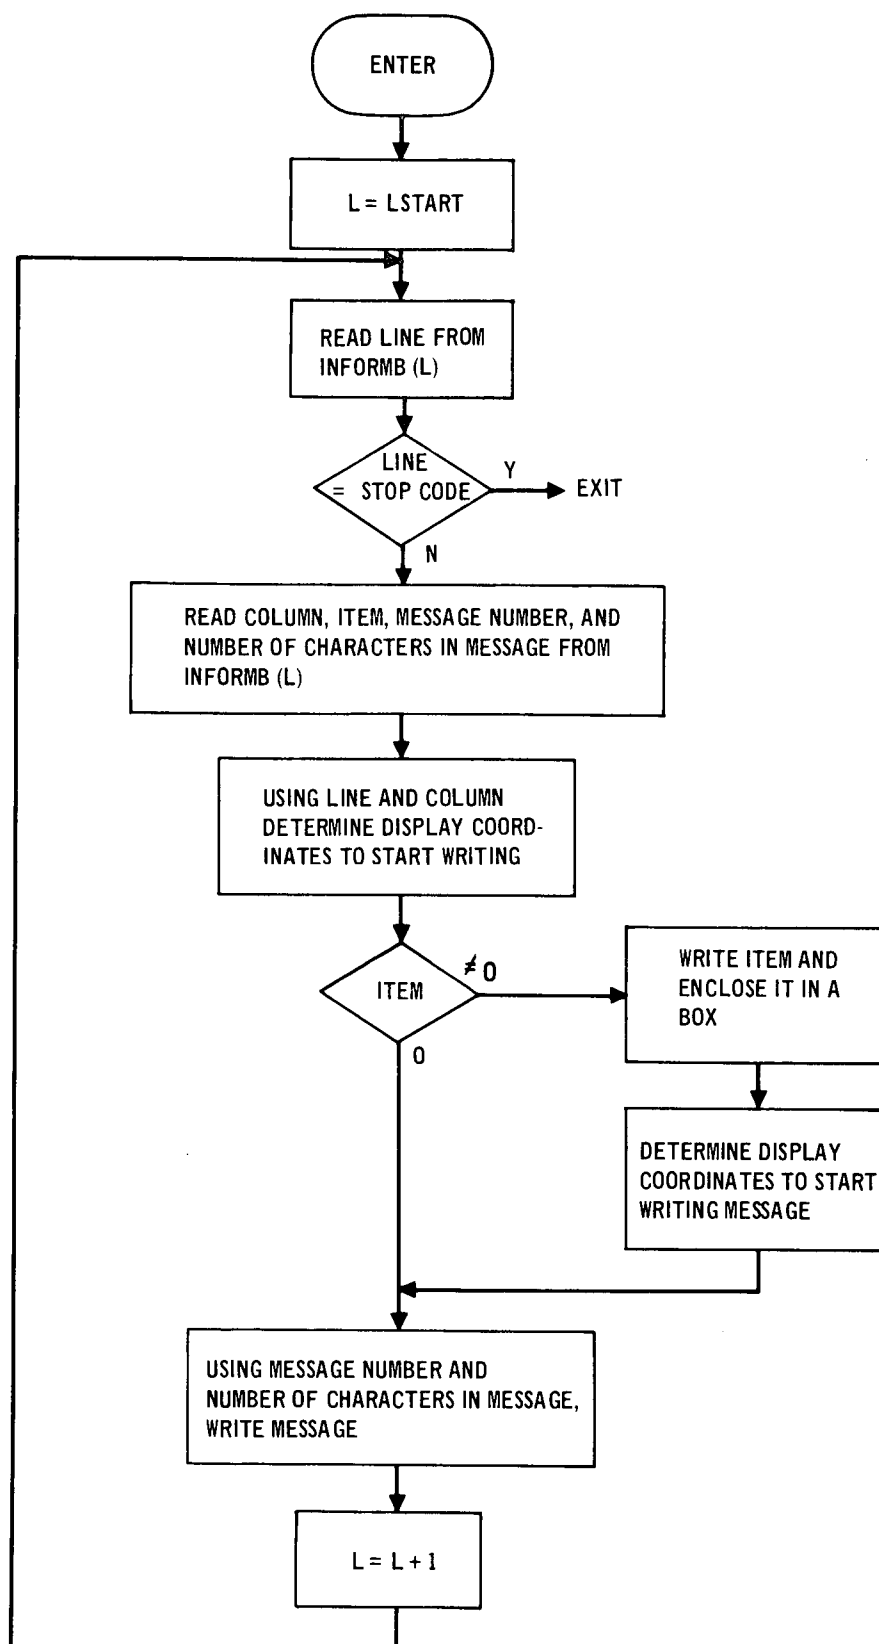 ENTER
L = LSTART
READ LINE FROM
INFORMB (L)
LINE
= STOP CODE
Y
EXIT
N
READ COLUMN, ITEM, MESSAGE NUMBER, AND
NUMBER OF CHARACTERS IN MESSAGE FROM
INFORMB (L)
USING LINE AND COLUMN
DETERMINE DISPLAY COORD-
INATES TO START WRITING
ITEM
≠ 0
WRITE ITEM AND
ENCLOSE IT IN A
BOX
0
DETERMINE DISPLAY
COORDINATES TO START
WRITING MESSAGE
USING MESSAGE NUMBER AND
NUMBER OF CHARACTERS IN MESSAGE,
WRITE MESSAGE
L = L + 1